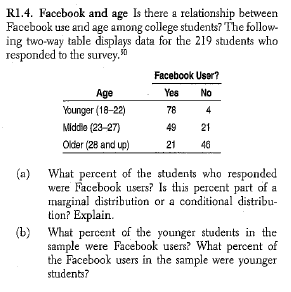 R1.4. Facebook and age Is there a relationship between
Facebook use and age among college students? The follow-
ing two-way table displays data for the 219 students who
responded to the survey.30
Facebook User?
Age Yes No
Younger (18–22) 78 4
Middle (23–27) 49 21
Older (28 and up) 21 46
(a) What percent of the students who responded
were Facebook users? Is this percent part of a
marginal distribution or a conditional distribu-
tion? Explain.
(b) What percent of the younger students in the
sample were Facebook users? What percent of
the Facebook users in the sample were younger
students?